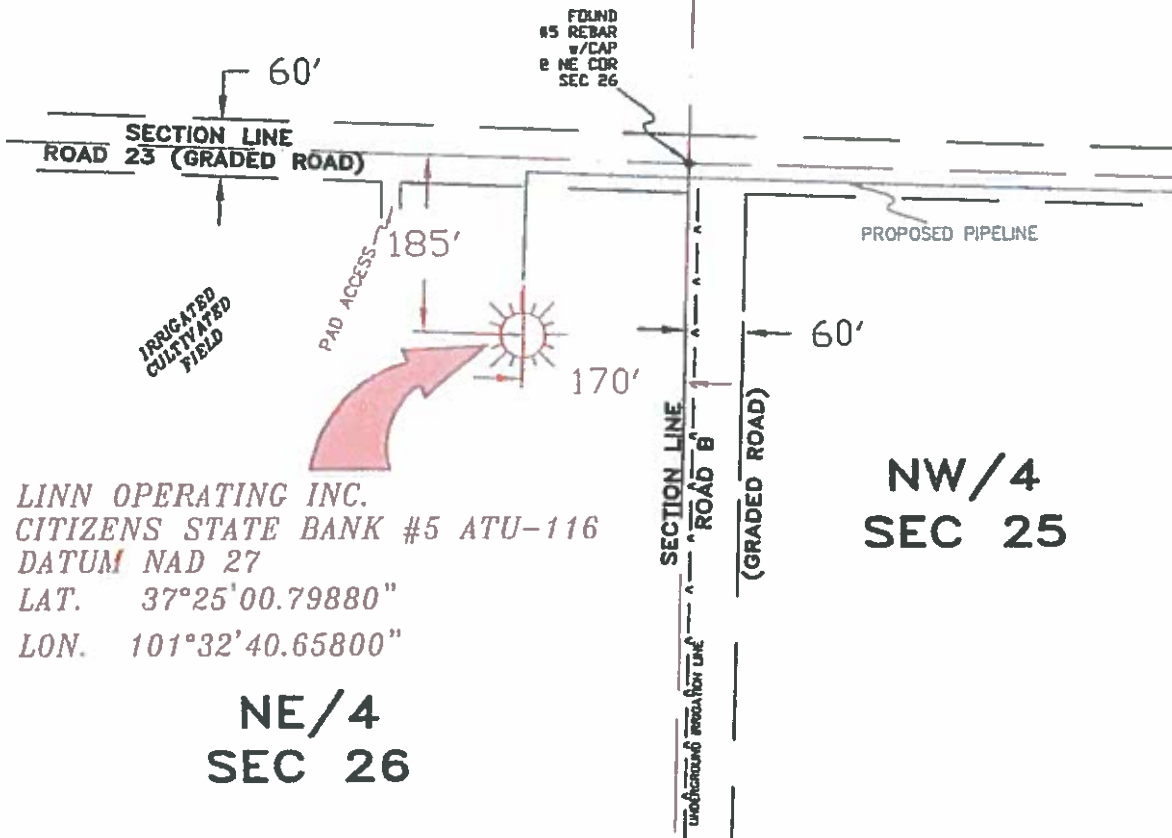 FOUND
#5 REBAR
w/CAP
@ NE COR
SEC 26
60'
SECTION LINE
ROAD 23 (GRADED ROAD)
PROPOSED PIPELINE
PAD ACCESS
185'
IRRIGATED
CULTIVATED
FIELD
60'
170'
SECTION LINE
ROAD B
(GRADED ROAD)
NW/4
SEC 25
LINN OPERATING INC.
CITIZENS STATE BANK #5 ATU-116
DATUM NAD 27
LAT. 37°25'00.79880"
LON. 101°32'40.65800"
UNDERGROUND IRRIGATION LINE
NE/4
SEC 26